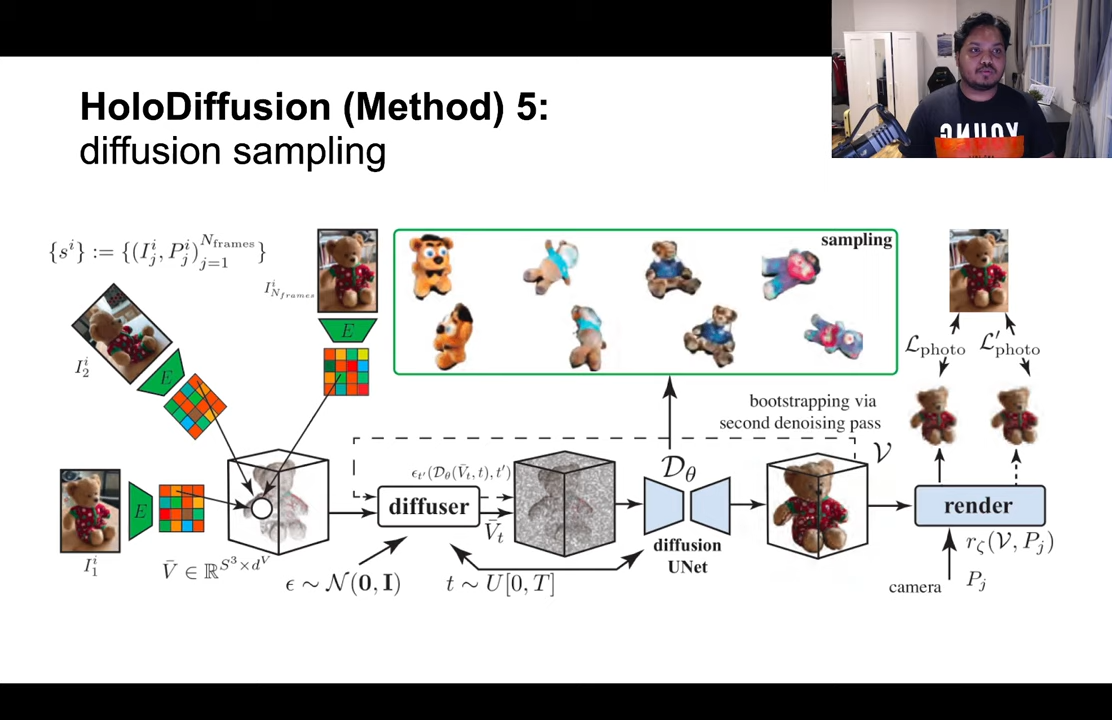 HoloDiffusion (Method) 5:
diffusion sampling
YOUNG
{s^i} := {(I_j^i, P_j^i)_{j=1}^{N_frames}}
I_{N_frames}^i
E
I_2^i
E
I_1^i
E
V̄ ∈ ℝ^{S^3×d^V}
ϵ ∼ 𝒩(0, I)
t ∼ U[0, T]
diffuser
ϵ_{t′}(𝒟_θ(V̄_t, t), t′)
V̄_t
sampling
bootstrapping via
second denoising pass
𝒟_θ
diffusion
UNet
𝒱
ℒ_photo
ℒ′_photo
render
r_ζ(𝒱, P_j)
camera
P_j